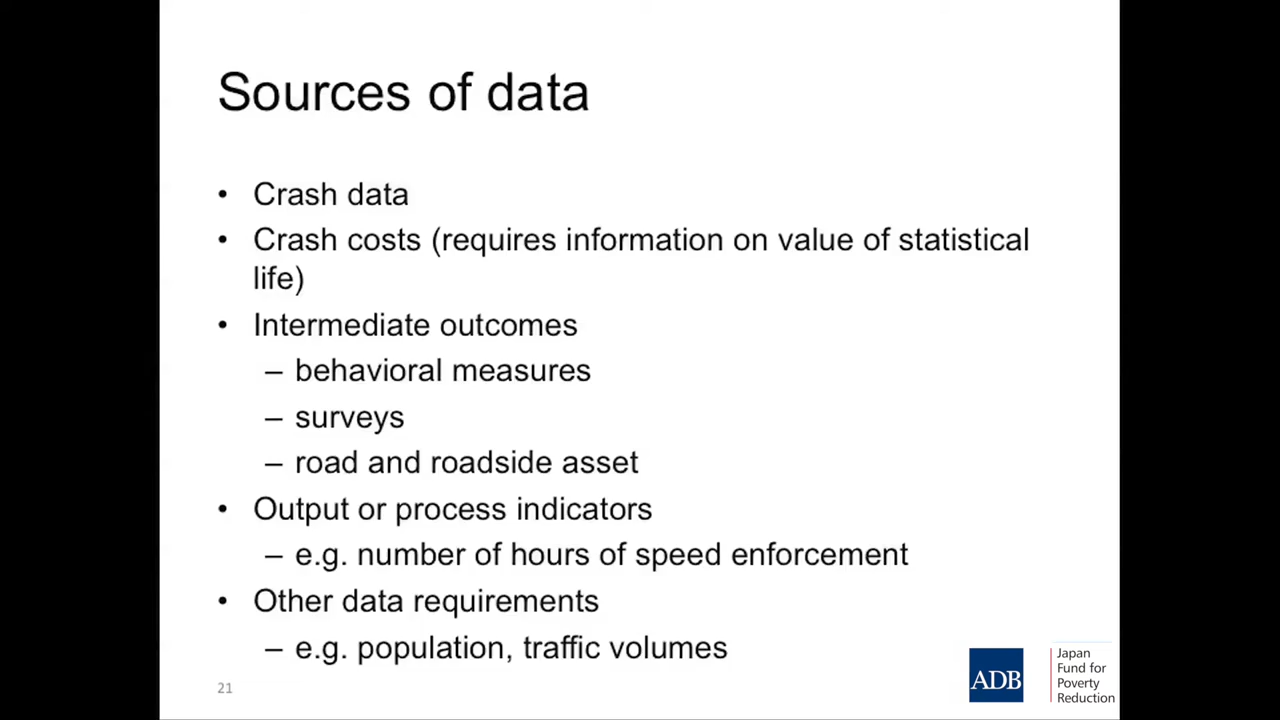 Sources of data
• Crash data
• Crash costs (requires information on value of statistical
life)
• Intermediate outcomes
– behavioral measures
– surveys
– road and roadside asset
• Output or process indicators
– e.g. number of hours of speed enforcement
• Other data requirements
– e.g. population, traffic volumes
21
ADB
Japan
Fund for
Poverty
Reduction